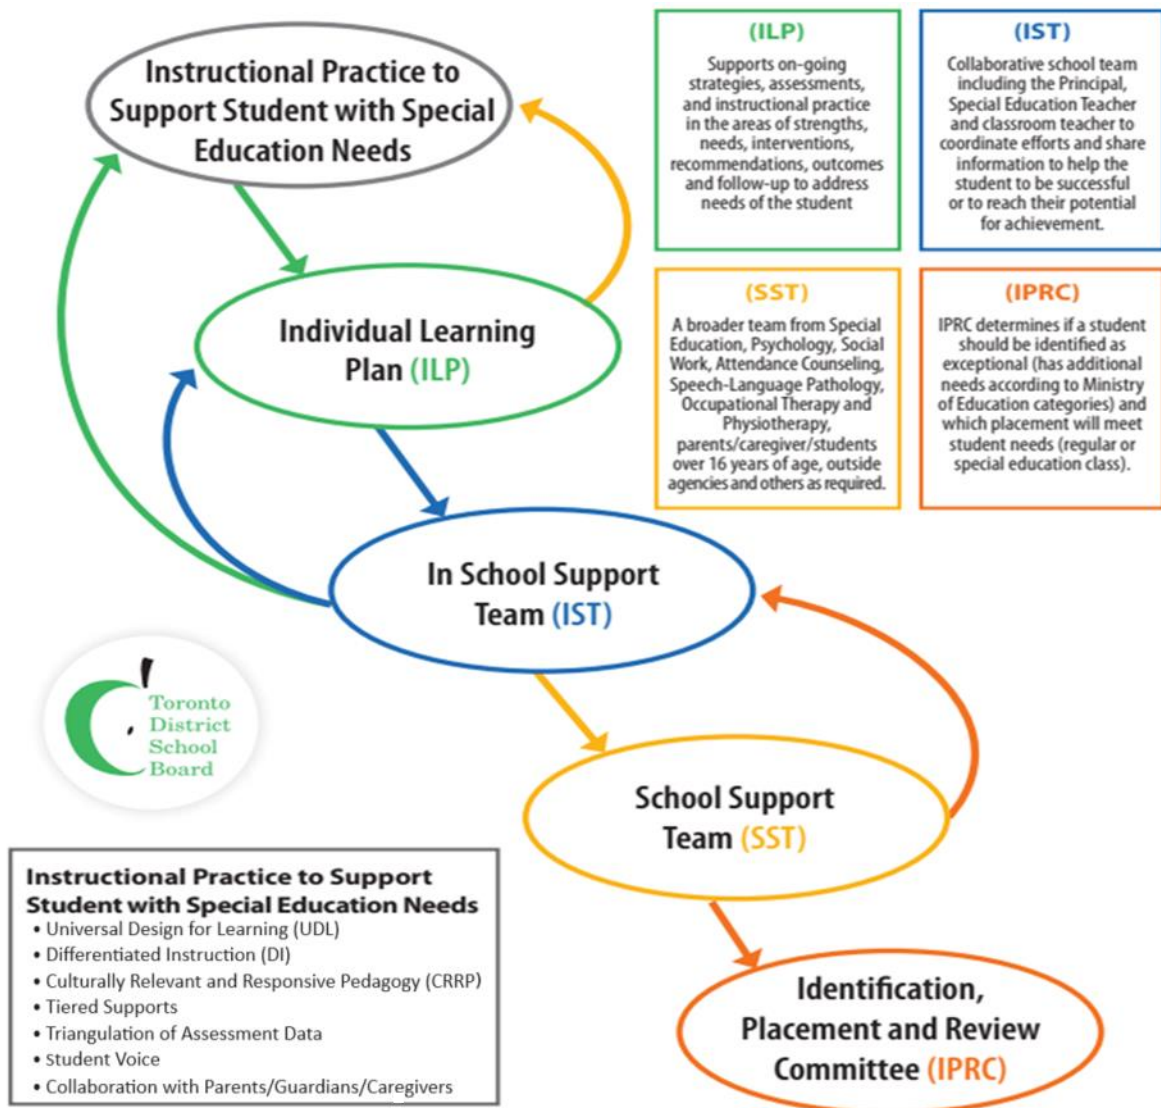 Instructional Practice to
Support Student with Special
Education Needs
(ILP)
Supports on-going
strategies, assessments,
and instructional practice
in the areas of strengths,
needs, interventions,
recommendations, outcomes
and follow-up to address
needs of the student
(IST)
Collaborative school team
including the Principal,
Special Education Teacher
and classroom teacher to
coordinate efforts and share
information to help the
student to be successful
or to reach their potential
for achievement.
(SST)
A broader team from Special
Education, Psychology, Social
Work, Attendance Counseling,
Speech-Language Pathology,
Occupational Therapy and
Physiotherapy,
parents/caregiver/students
over 16 years of age, outside
agencies and others as required.
(IPRC)
IPRC determines if a student
should be identified as
exceptional (has additional
needs according to Ministry
of Education categories) and
which placement will meet
student needs (regular or
special education class).
Individual Learning
Plan (ILP)
In School Support
Team (IST)
Toronto
District
School
Board
School Support
Team (SST)
Identification,
Placement and Review
Committee (IPRC)
Instructional Practice to Support
Student with Special Education Needs
• Universal Design for Learning (UDL)
• Differentiated Instruction (DI)
• Culturally Relevant and Responsive Pedagogy (CRRP)
• Tiered Supports
• Triangulation of Assessment Data
• Student Voice
• Collaboration with Parents/Guardians/Caregivers